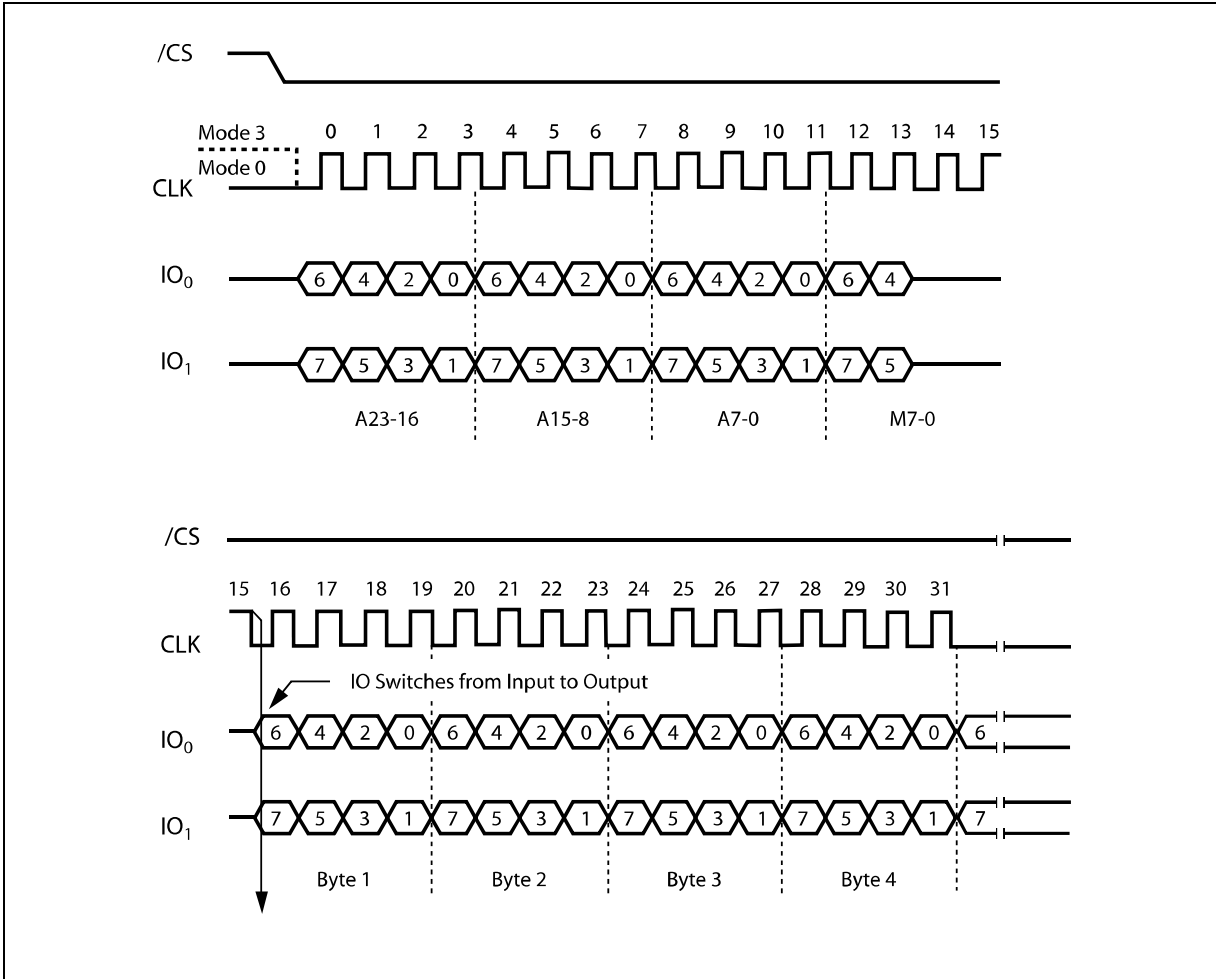 /CS
Mode 3 0 1 2 3 4 5 6 7 8 9 10 11 12 13 14 15
Mode 0
CLK
IO0 6 4 2 0 6 4 2 0 6 4 2 0 6 4
IO1 7 5 3 1 7 5 3 1 7 5 3 1 7 5
A23-16 A15-8 A7-0 M7-0
/CS
15 16 17 18 19 20 21 22 23 24 25 26 27 28 29 30 31
CLK
IO Switches from Input to Output
IO0 6 4 2 0 6 4 2 0 6 4 2 0 6 4 2 0 6
IO1 7 5 3 1 7 5 3 1 7 5 3 1 7 5 3 1 7
Byte 1 Byte 2 Byte 3 Byte 4